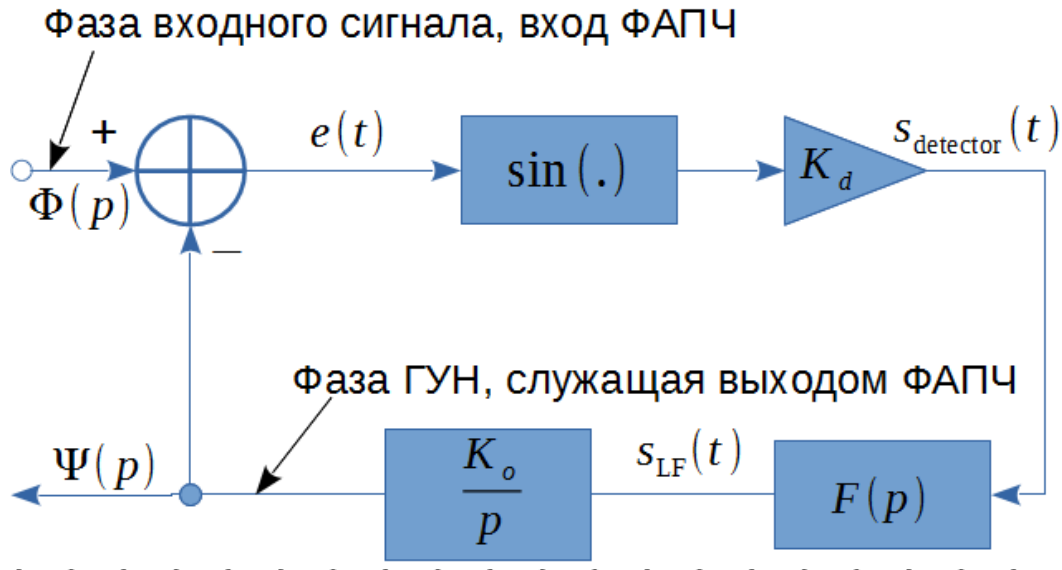 Фаза входного сигнала, вход ФАПЧ
+
e(t)
sin(.)
K_d
s_detector(t)
Φ(p)
−
Фаза ГУН, служащая выходом ФАПЧ
Ψ(p)
K_o
p
s_LF(t)
F(p)